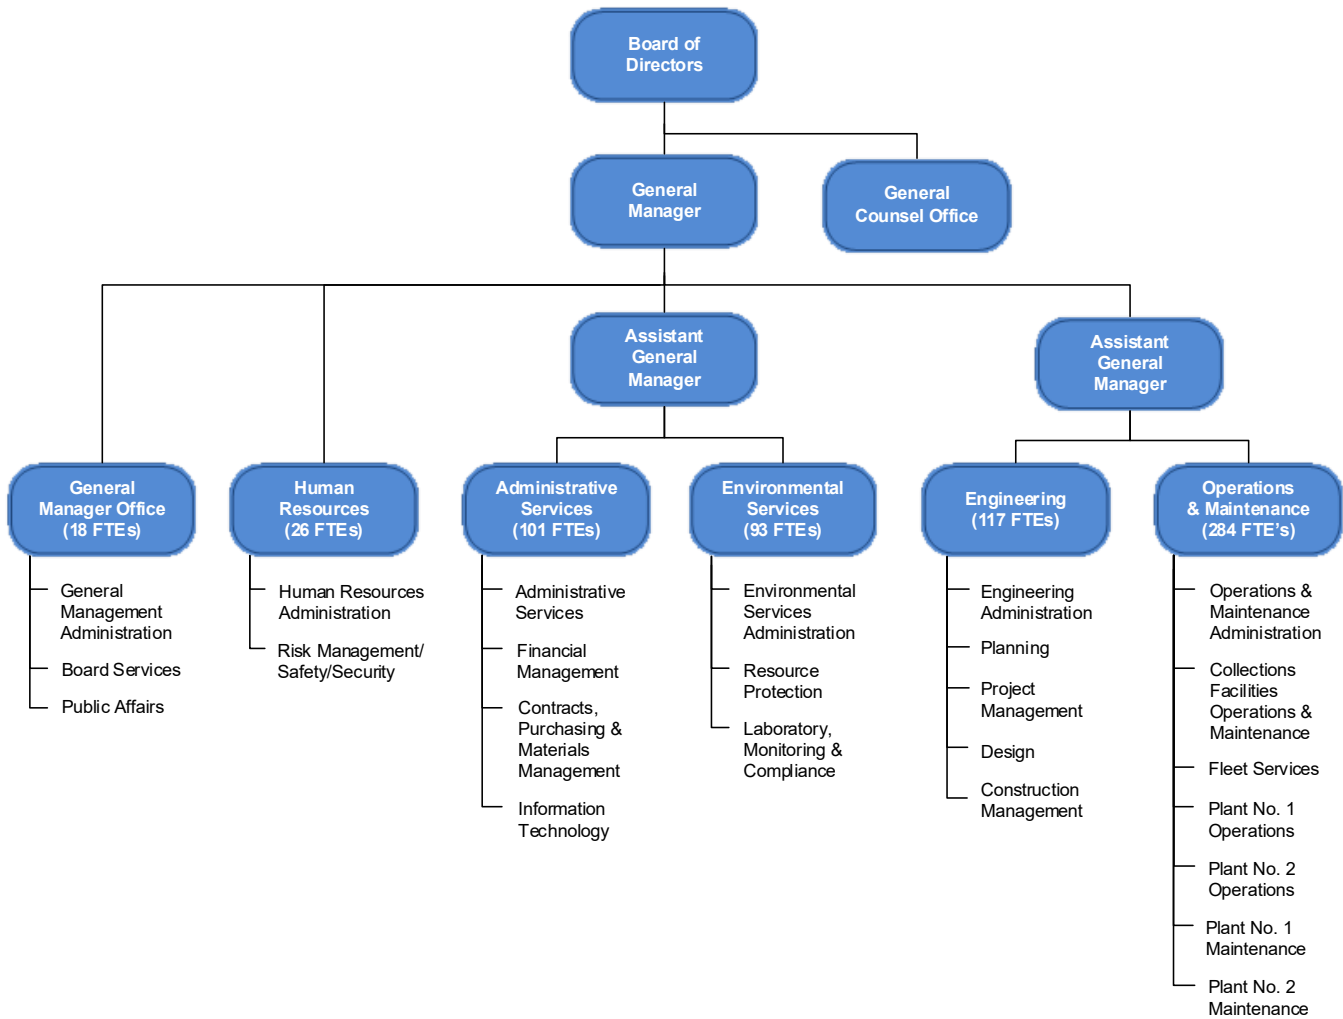 Board of
Directors
General
Manager
General
Counsel Office
Assistant
General
Manager
Assistant
General
Manager
General
Manager Office
(18 FTEs)
Human
Resources
(26 FTEs)
Administrative
Services
(101 FTEs)
Environmental
Services
(93 FTEs)
Engineering
(117 FTEs)
Operations
& Maintenance
(284 FTE’s)
General
Management
Administration
Board Services
Public Affairs
Human Resources
Administration
Risk Management/
Safety/Security
Administrative
Services
Financial
Management
Contracts,
Purchasing &
Materials
Management
Information
Technology
Environmental
Services
Administration
Resource
Protection
Laboratory,
Monitoring &
Compliance
Engineering
Administration
Planning
Project
Management
Design
Construction
Management
Operations &
Maintenance
Administration
Collections
Facilities
Operations &
Maintenance
Fleet Services
Plant No. 1
Operations
Plant No. 2
Operations
Plant No. 1
Maintenance
Plant No. 2
Maintenance